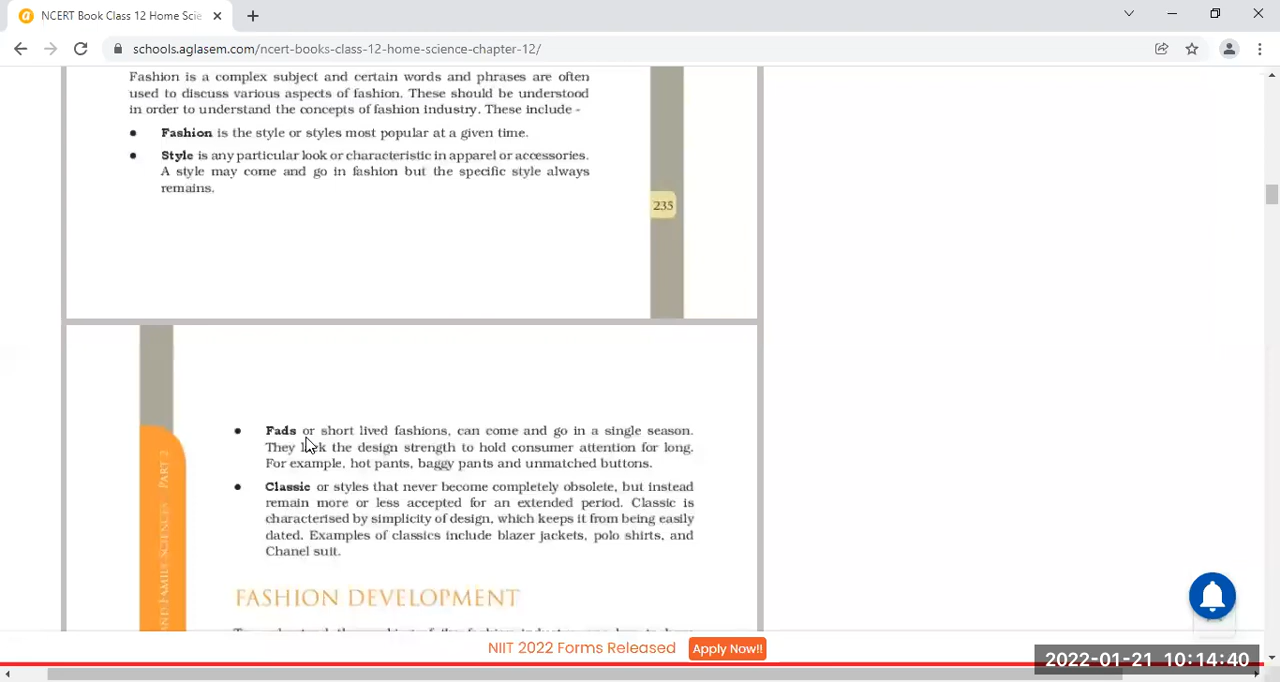 NCERT Book Class 12 Home Scie
schools.aglasem.com/ncert-books-class-12-home-science-chapter-12/
Fashion is a complex subject and certain words and phrases are often
used to discuss various aspects of fashion. These should be understood
in order to understand the concepts of fashion industry. These include -
• Fashion is the style or styles most popular at a given time.
• Style is any particular look or characteristic in apparel or accessories.
A style may come and go in fashion but the specific style always
remains.
235
• Fads or short lived fashions, can come and go in a single season.
They lack the design strength to hold consumer attention for long.
For example, hot pants, baggy pants and unmatched buttons.
• Classic or styles that never become completely obsolete, but instead
remain more or less accepted for an extended period. Classic is
characterised by simplicity of design, which keeps it from being easily
dated. Examples of classics include blazer jackets, polo shirts, and
Chanel suit.
AND FAMILY SCIENCES PART 2
FASHION DEVELOPMENT
NIIT 2022 Forms Released Apply Now!!
2022-01-21 10:14:40